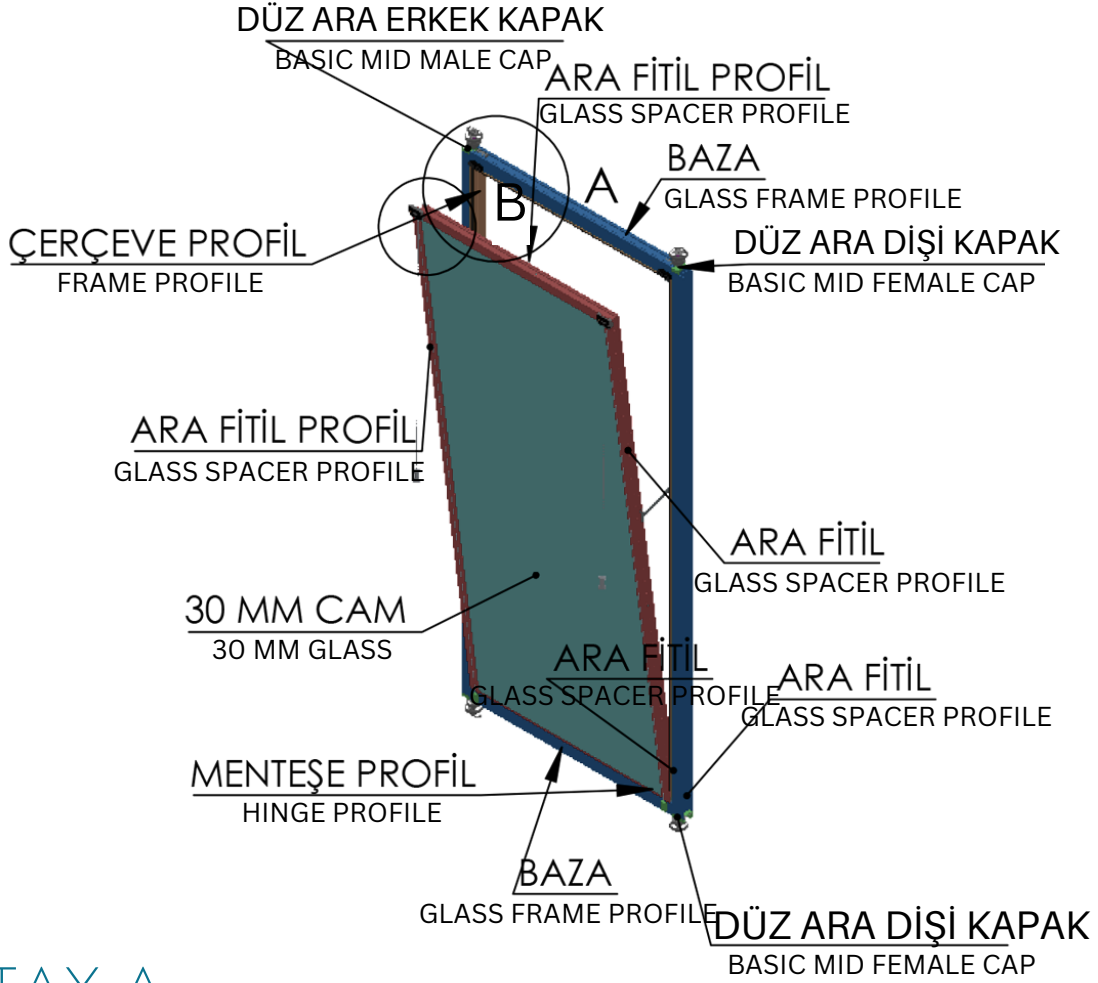 DÜZ ARA ERKEK KAPAK
BASIC MID MALE CAP
ARA FİTİL PROFİL
GLASS SPACER PROFILE
BAZA
GLASS FRAME PROFILE
A
B
ÇERÇEVE PROFİL
FRAME PROFILE
DÜZ ARA DİŞİ KAPAK
BASIC MID FEMALE CAP
ARA FİTİL PROFİL
GLASS SPACER PROFILE
ARA FİTİL
GLASS SPACER PROFILE
30 MM CAM
30 MM GLASS
ARA FİTİL
GLASS SPACER PROFILE
ARA FİTİL
GLASS SPACER PROFILE
MENTEŞE PROFİL
HINGE PROFILE
BAZA
GLASS FRAME PROFILE
DÜZ ARA DİŞİ KAPAK
BASIC MID FEMALE CAP